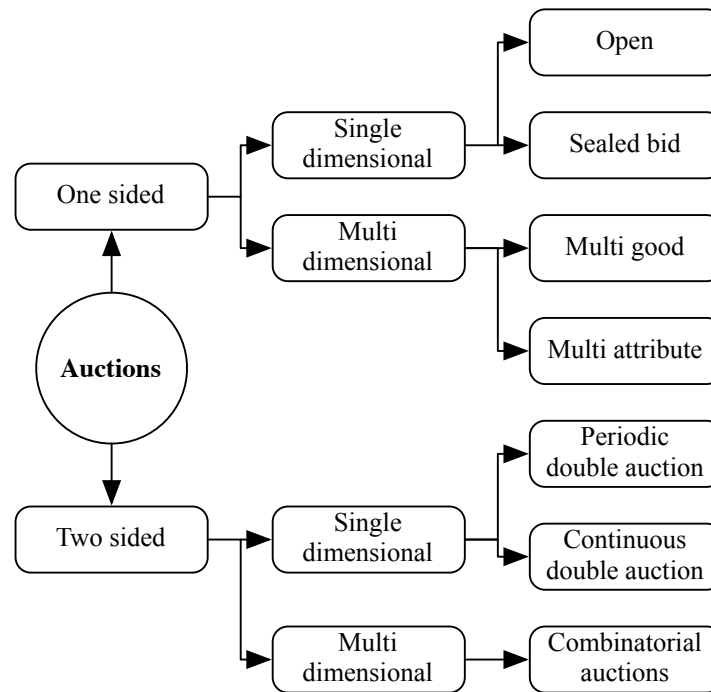 Open
Single
dimensional
Sealed bid
One sided
Multi
dimensional
Multi good
Auctions
Multi attribute
Periodic
double auction
Two sided
Single
dimensional
Continuous
double auction
Multi
dimensional
Combinatorial
auctions